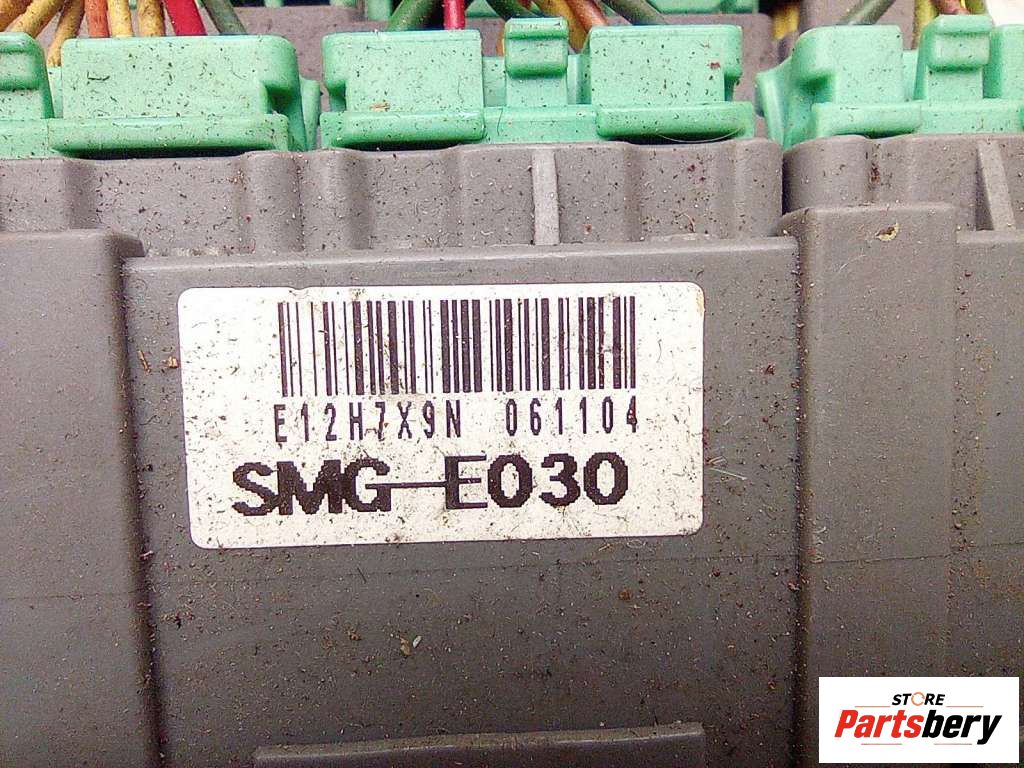 E12H7X9N 061104
SMG-E030
STORE
Partsbery